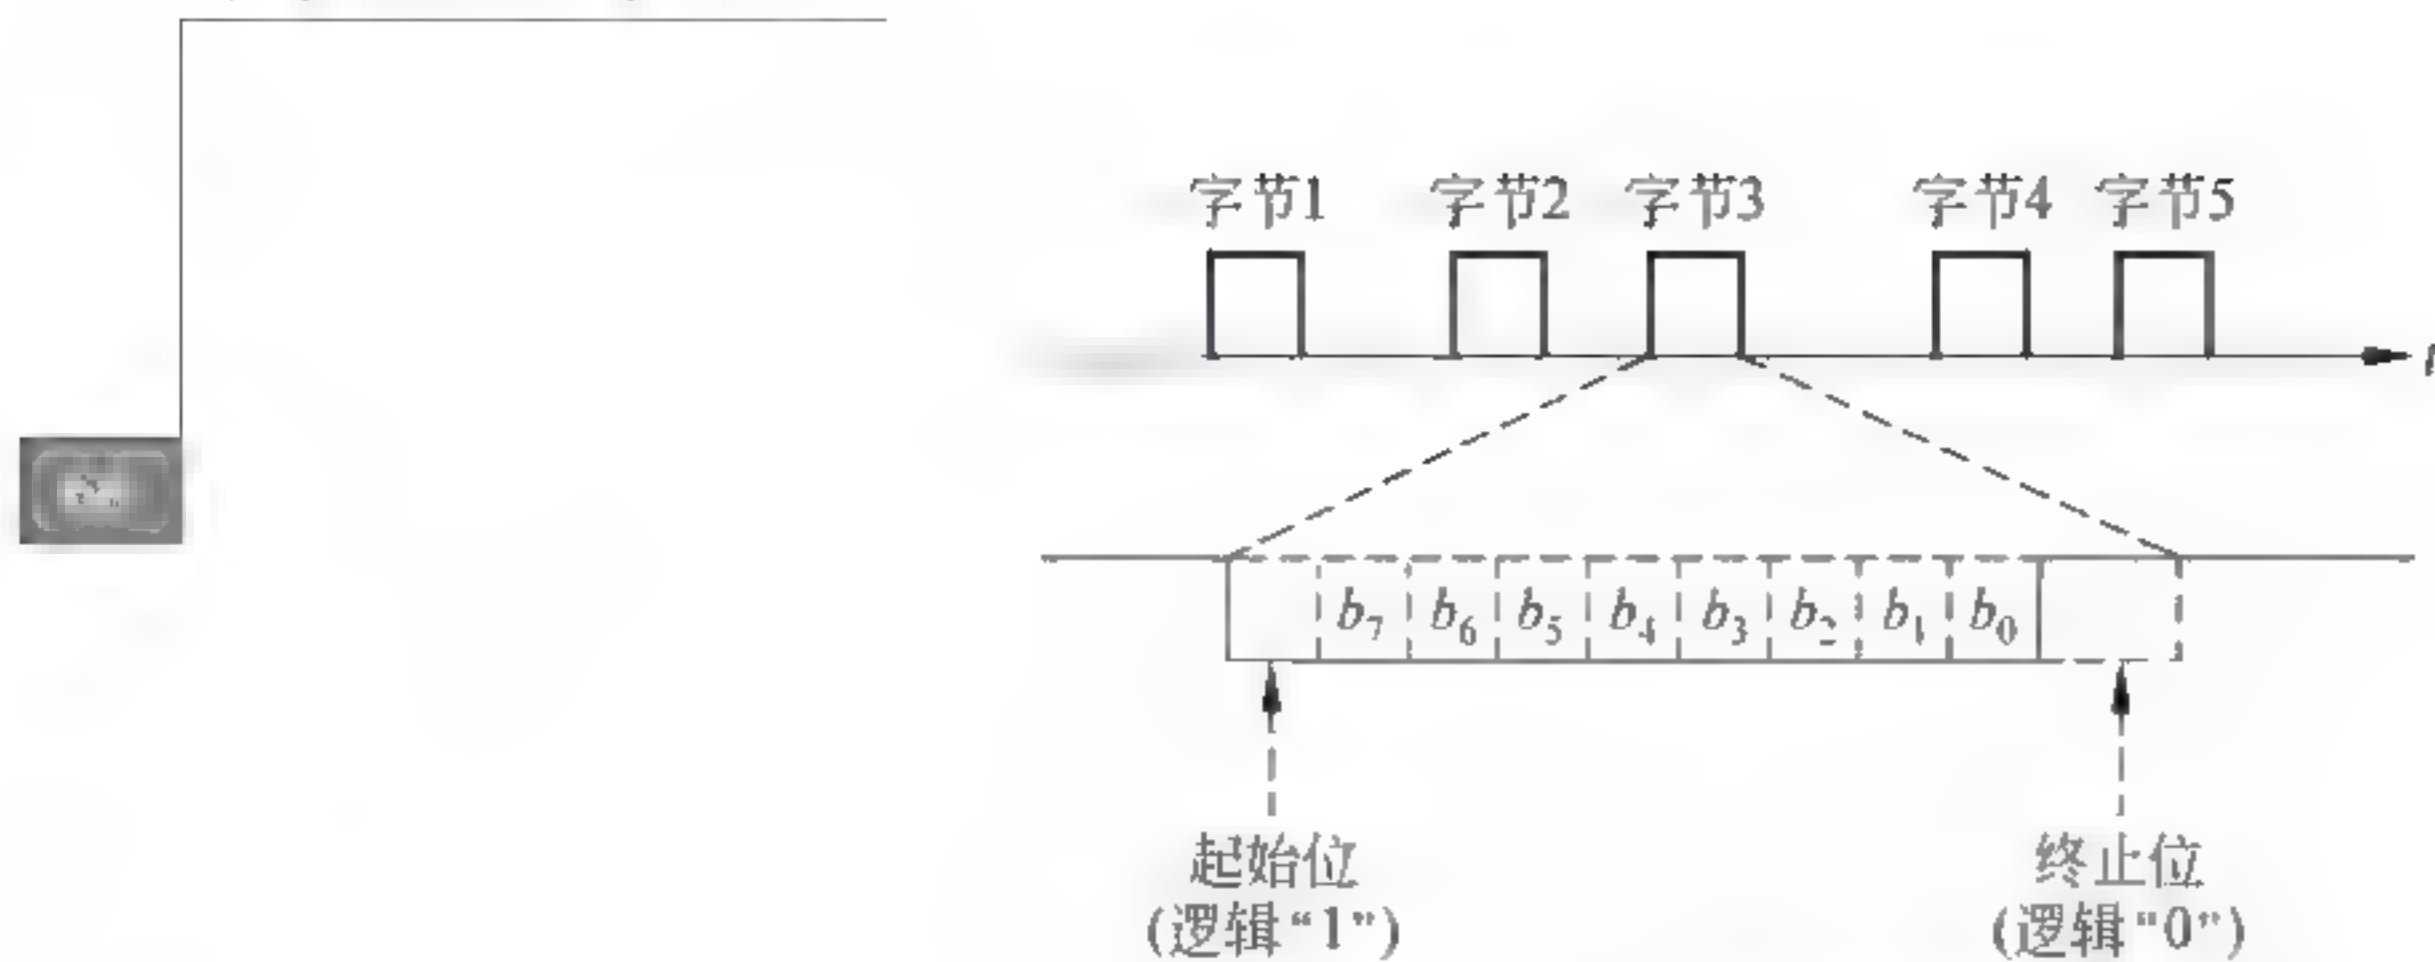 字节1 字节2 字节3 字节4 字节5
t
b7 b6 b5 b4 b3 b2 b1 b0
起始位 终止位
(逻辑“1”) (逻辑“0”)